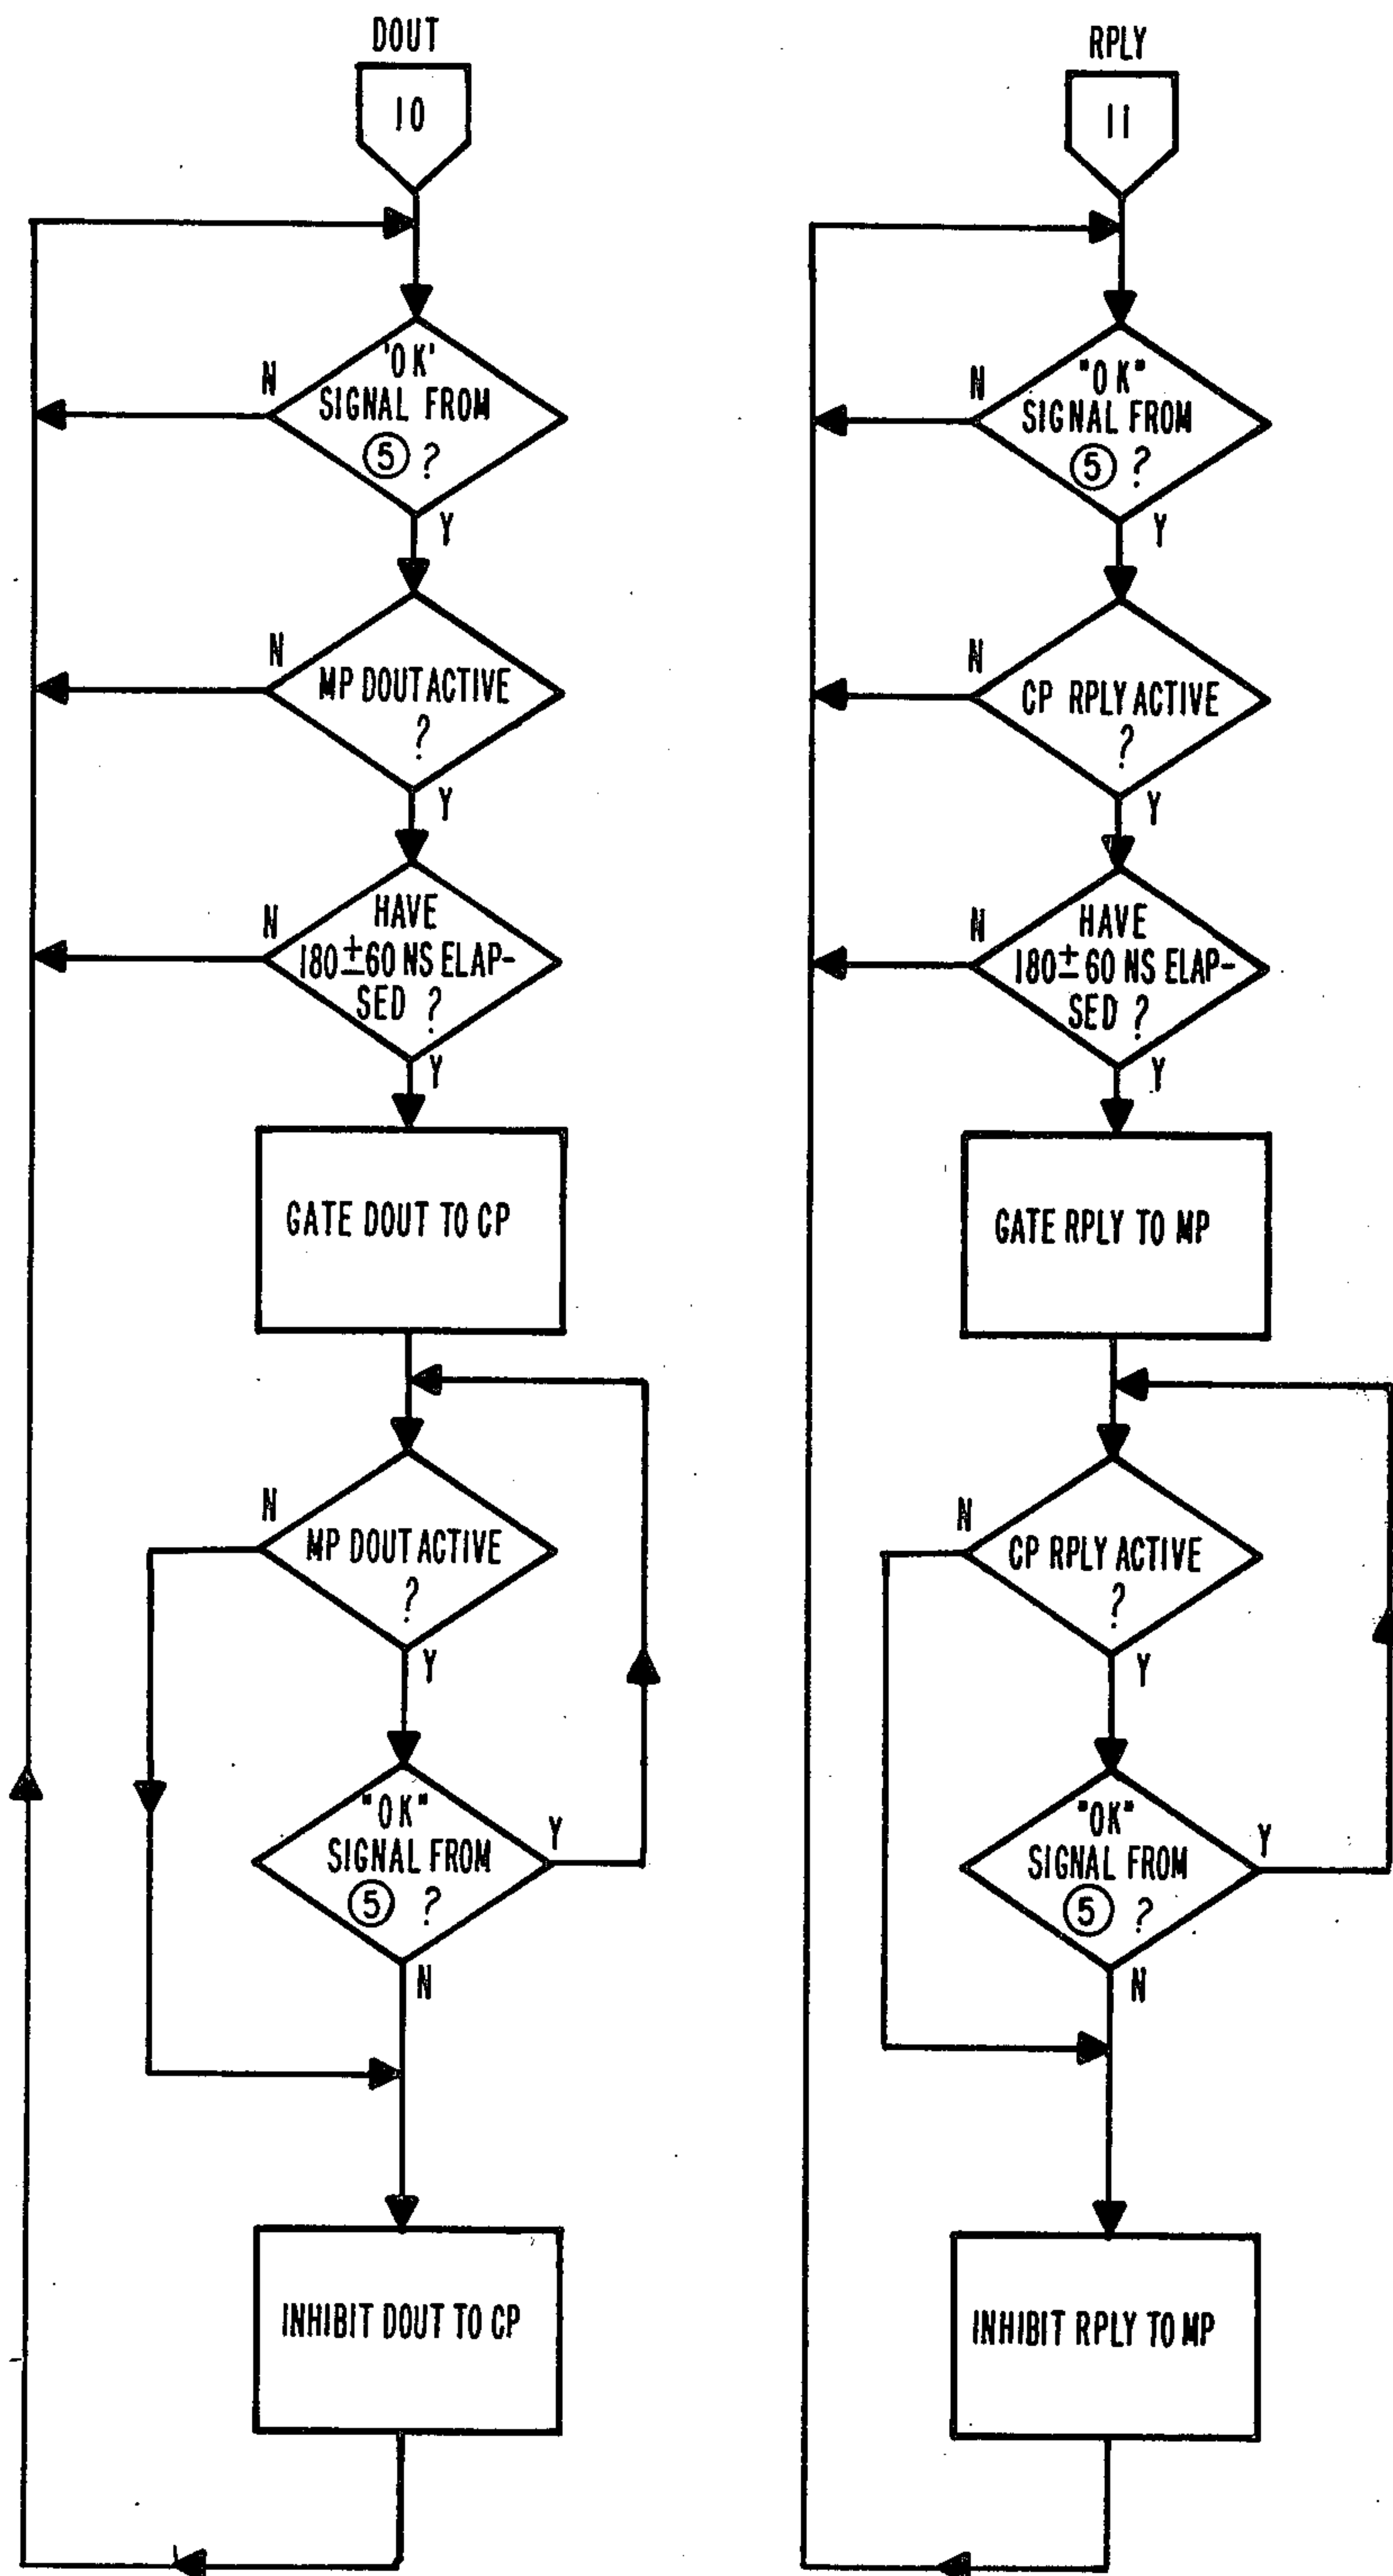 DOUT
10
'OK'
SIGNAL FROM
5 ?
N
Y
MP DOUT ACTIVE
?
N
Y
HAVE
180±60 NS ELAP-
SED ?
N
Y
GATE DOUT TO CP
MP DOUT ACTIVE
?
N
Y
"OK"
SIGNAL FROM
5 ?
Y
N
INHIBIT DOUT TO CP
RPLY
11
"OK"
SIGNAL FROM
5 ?
N
Y
CP RPLY ACTIVE
?
N
Y
HAVE
180±60 NS ELAP-
SED ?
N
Y
GATE RPLY TO MP
CP RPLY ACTIVE
?
N
Y
"OK"
SIGNAL FROM
5 ?
Y
N
INHIBIT RPLY TO MP